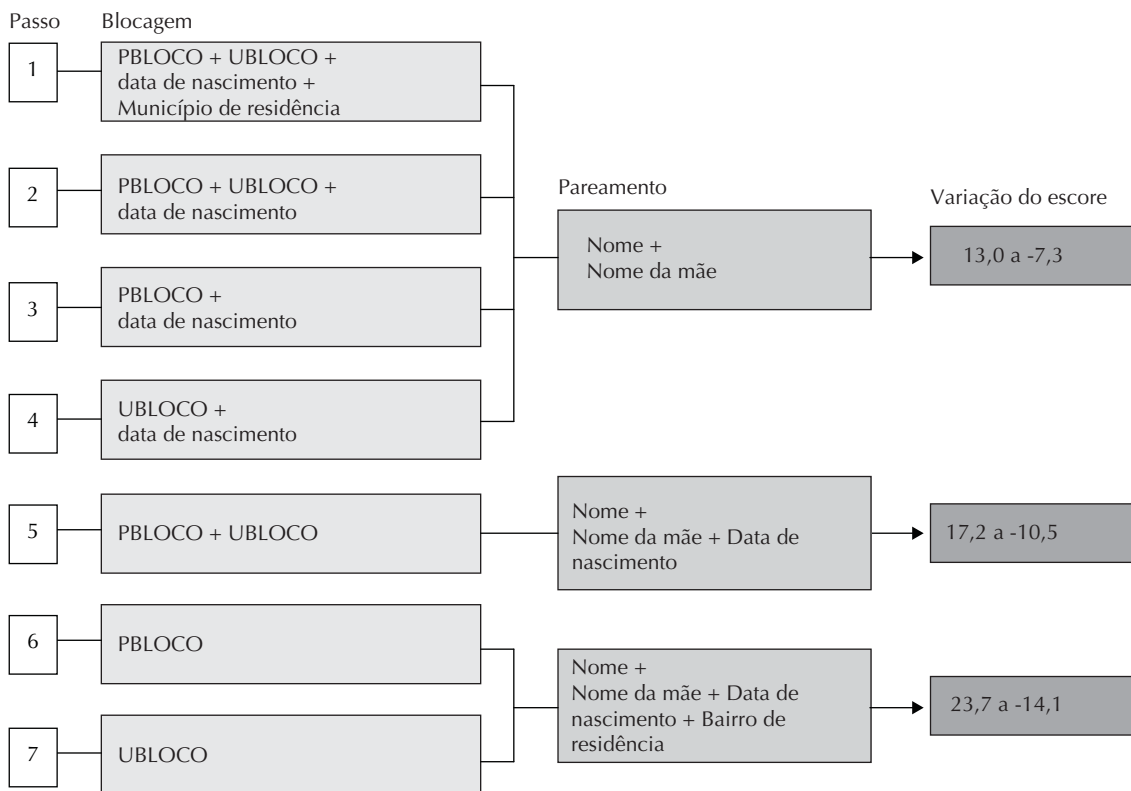 Passo
Blocagem
1
PBLOCO + UBLOCO +
data de nascimento +
Município de residência
2
PBLOCO + UBLOCO +
data de nascimento
3
PBLOCO +
data de nascimento
4
UBLOCO +
data de nascimento
Pareamento
Nome +
Nome da mãe
Variação do escore
13,0 a -7,3
5
PBLOCO + UBLOCO
Nome +
Nome da mãe + Data de
nascimento
17,2 a -10,5
6
PBLOCO
7
UBLOCO
Nome +
Nome da mãe + Data de
nascimento + Bairro de
residência
23,7 a -14,1